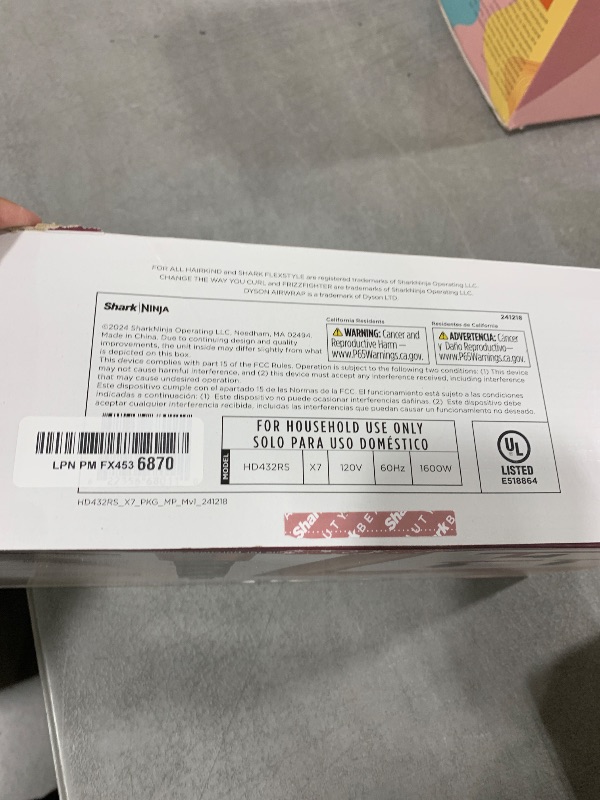 FOR ALL HAIRKIND and SHARK FLEXSTYLE are registered trademarks of SharkNinja Operating LLC.
CHANGE THE WAY YOU CURL and FRIZZFIGHTER are trademarks of SharkNinja Operating LLC.
DYSON AIRWRAP is a trademark of Dyson LTD.
Shark | NINJA
241218
©2024 SharkNinja Operating LLC, Needham, MA 02494.
Made in China. Due to continuing design and quality
improvements, the unit inside may differ slightly from what
is depicted on this box.
California Residents
WARNING: Cancer and
Reproductive Harm —
www.P65Warnings.ca.gov.
Residentes de California
ADVERTENCIA: Cáncer
y Daño Reproductivo—
www.P65Warnings.ca.gov.
This device complies with part 15 of the FCC Rules. Operation is subject to the following two conditions: (1) This device
may not cause harmful interference, and (2) this device must accept any interference received, including interference
that may cause undesired operation.
Este dispositivo cumple con el apartado 15 de las Normas de la FCC. El funcionamiento está sujeto a las condiciones
indicadas a continuación: (1) Este dispositivo no puede ocasionar interferencias dañinas. (2) Este dispositivo debe
aceptar cualquier interferencia recibida, incluidas las interferencias que puedan causar un funcionamiento no deseado.
LPN PM FX453 6870
FOR HOUSEHOLD USE ONLY
SOLO PARA USO DOMÉSTICO
MODEL
HD432RS X7 120V 60Hz 1600W
UL
LISTED
E518864
HD432RS_X7_PKG_MP_Mv1_241218
Shark BEAUTY